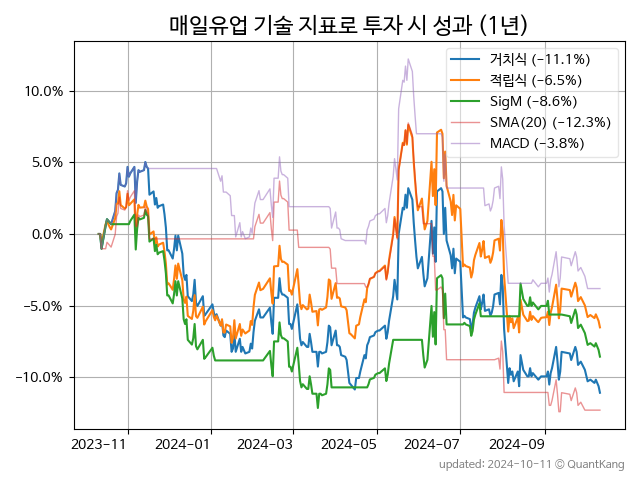 매일유업 기술 지표로 투자 시 성과 (1년)
거치식 (−11.1%)
적립식 (−6.5%)
SigM (−8.6%)
SMA(20) (−12.3%)
MACD (−3.8%)
10.0%
5.0%
0.0%
−5.0%
−10.0%
2023-11
2024-01
2024-03
2024-05
2024-07
2024-09
updated: 2024-10-11 © QuantKang